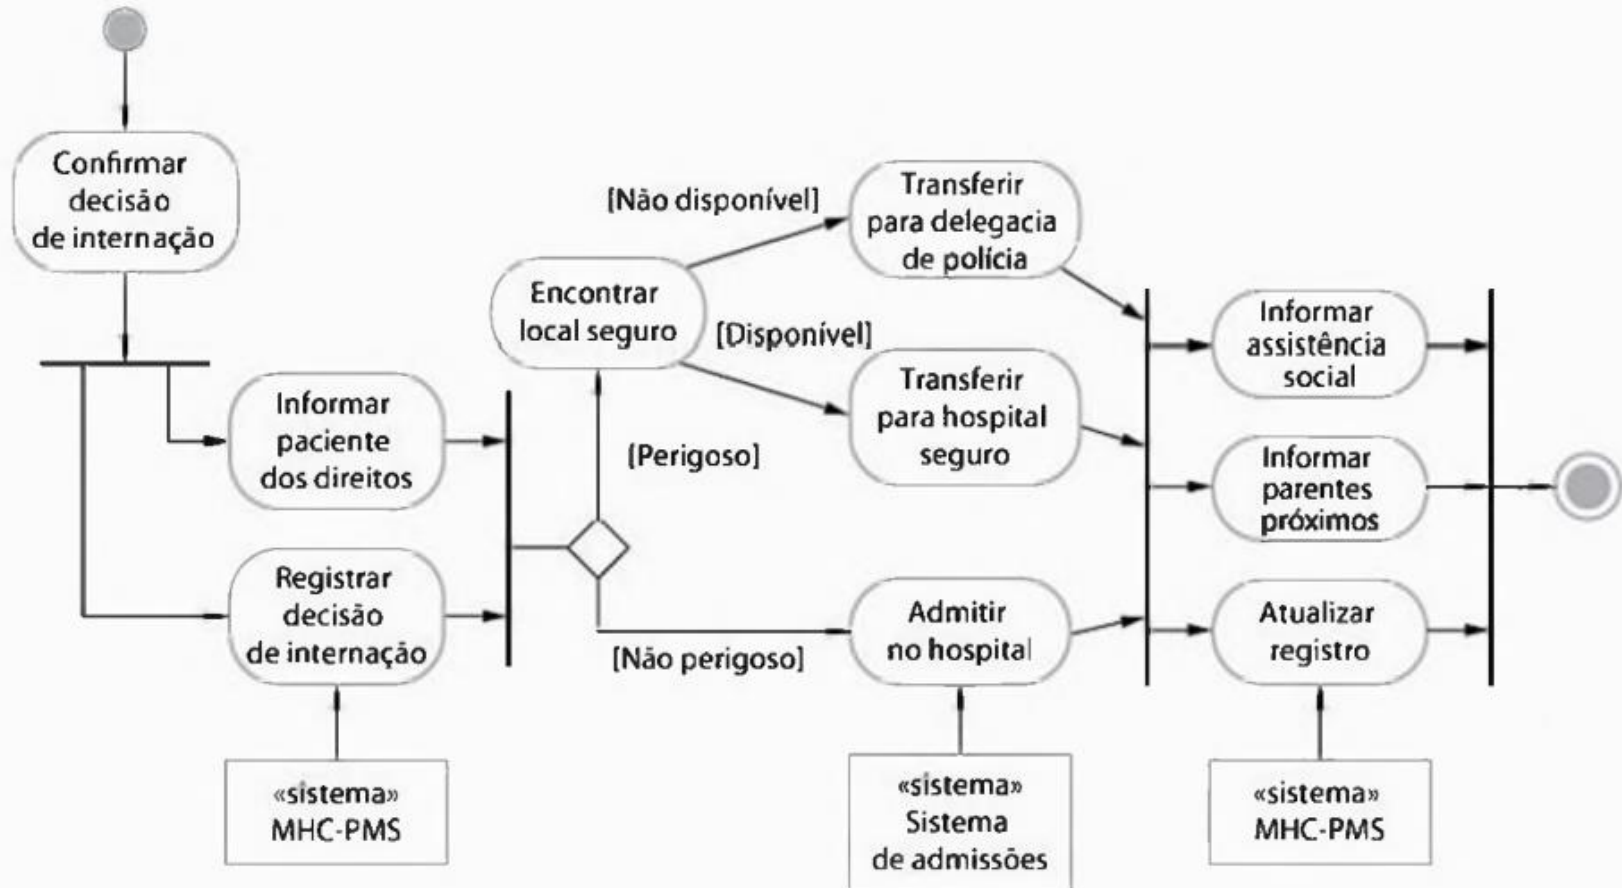 Confirmar
decisão
de internação
Informar
paciente
dos direitos
Registrar
decisão
de internação
«sistema»
MHC-PMS
Encontrar
local seguro
[Perigoso]
[Não perigoso]
[Não disponível]
[Disponível]
Transferir
para delegacia
de polícia
Transferir
para hospital
seguro
Admitir
no hospital
«sistema»
Sistema
de admissões
Informar
assistência
social
Informar
parentes
próximos
Atualizar
registro
«sistema»
MHC-PMS